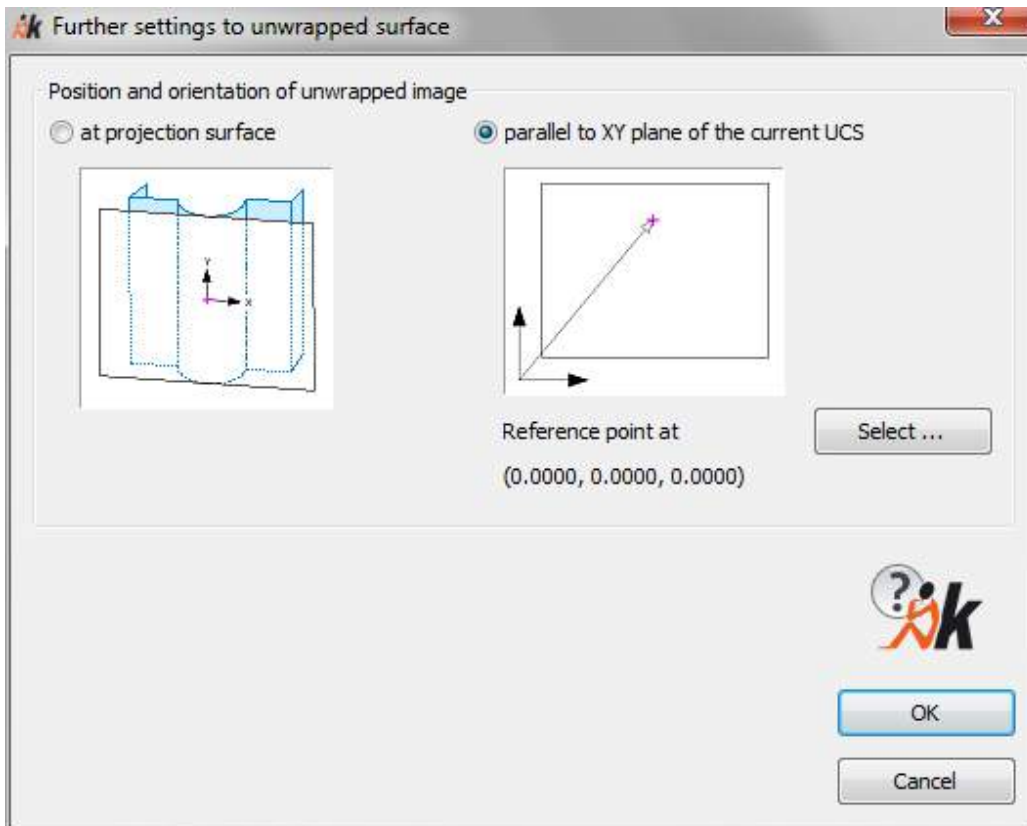 k Further settings to unwrapped surface
Position and orientation of unwrapped image
at projection surface
parallel to XY plane of the current UCS
Y
X
Reference point at
Select ...
(0.0000, 0.0000, 0.0000)
? k
OK
Cancel